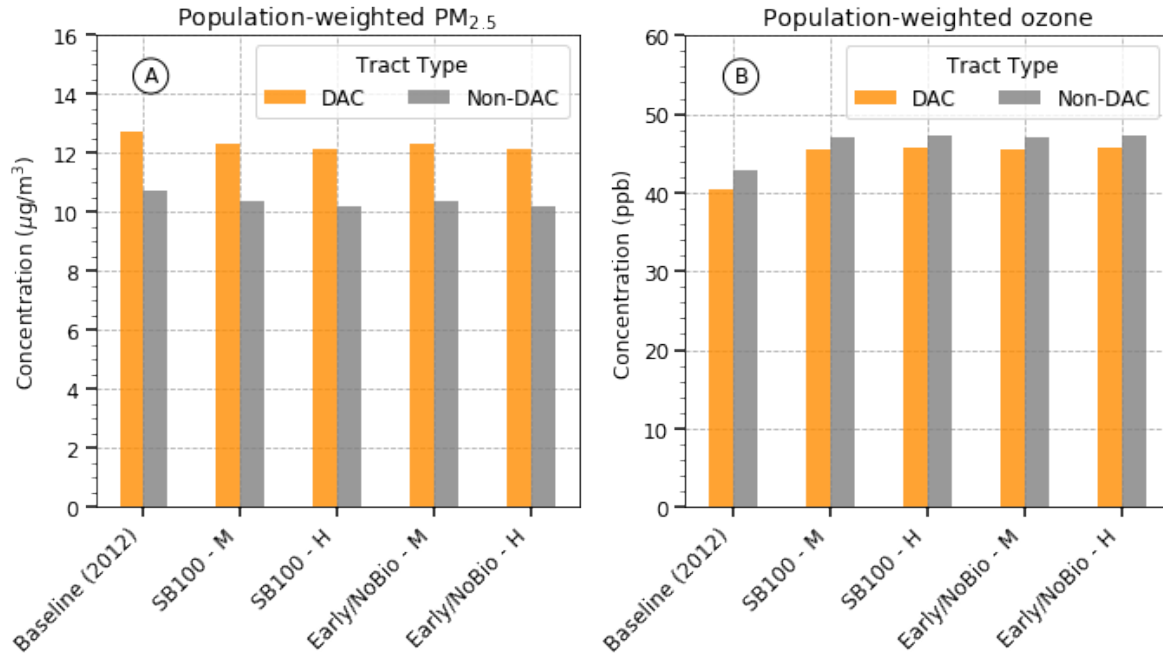 Population-weighted PM2.5
A
Tract Type
DAC
Non-DAC
Concentration (μg/m³)
16
14
12
10
8
6
4
2
0
Baseline (2012)
SB100 - M
SB100 - H
Early/NoBio - M
Early/NoBio - H
Population-weighted ozone
B
Tract Type
DAC
Non-DAC
Concentration (ppb)
60
50
40
30
20
10
0
Baseline (2012)
SB100 - M
SB100 - H
Early/NoBio - M
Early/NoBio - H